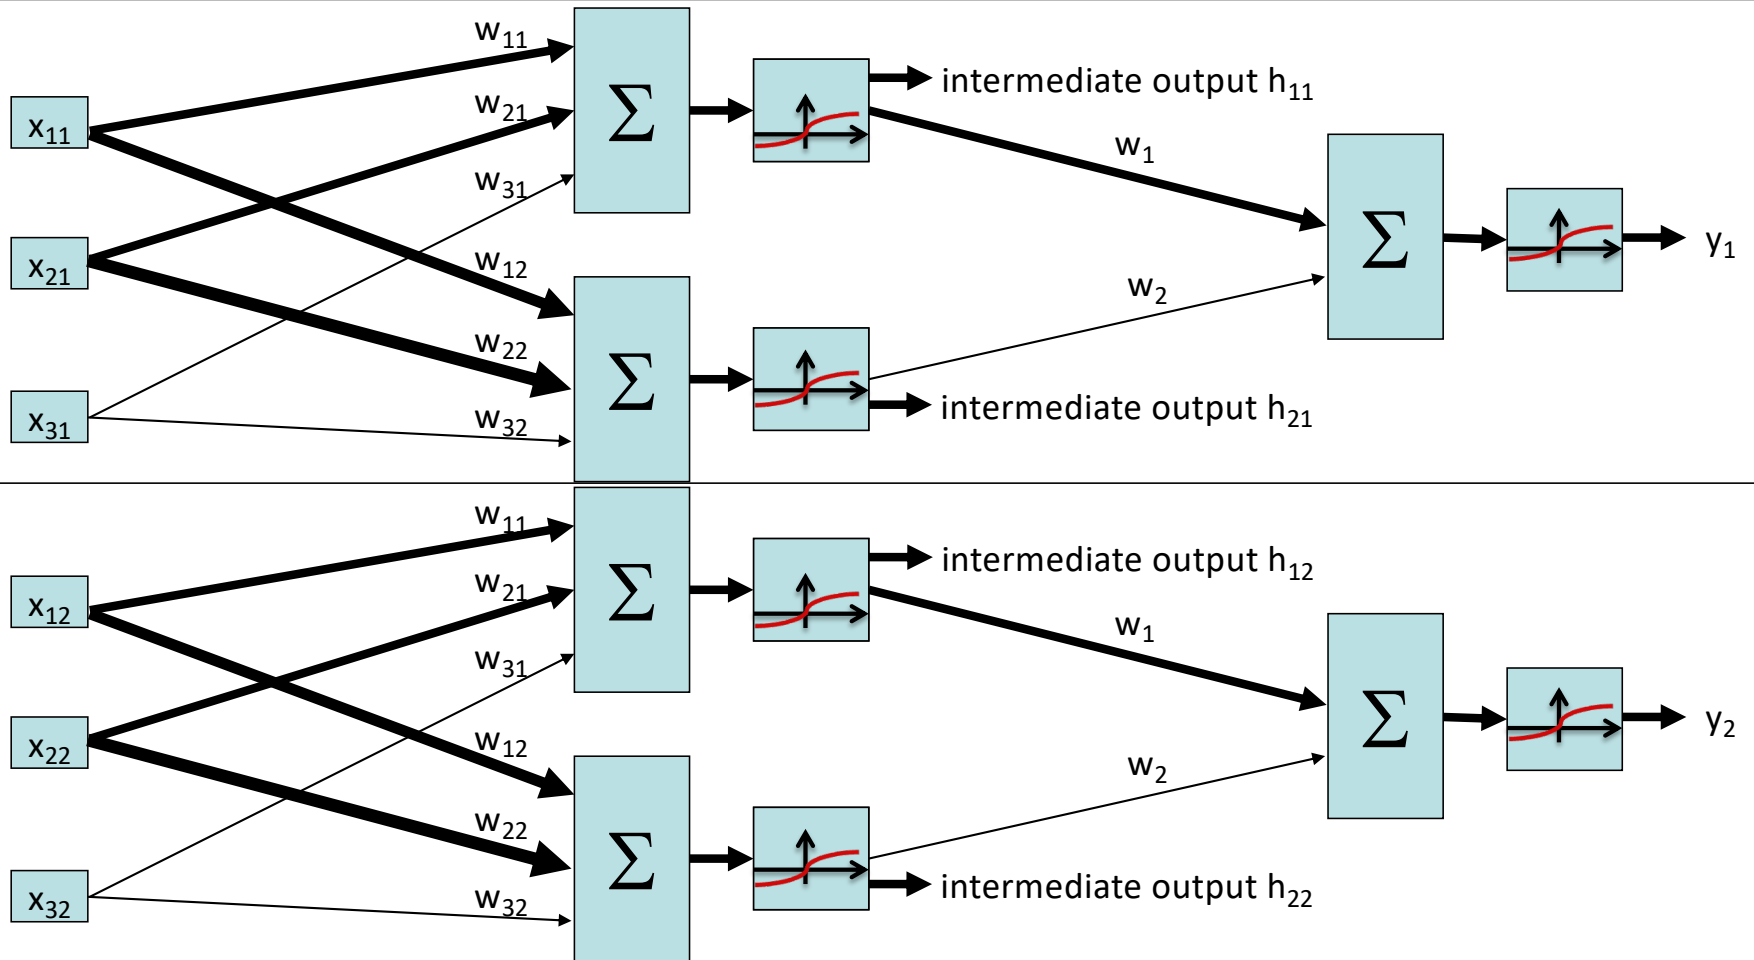 w11
x11
w21
Σ
intermediate output h11
w31
w1
x21
w12
Σ
y1
w22
w2
x31
w32
Σ
intermediate output h21
w11
x12
w21
Σ
intermediate output h12
w31
w1
x22
w12
Σ
y2
w22
w2
x32
w32
Σ
intermediate output h22